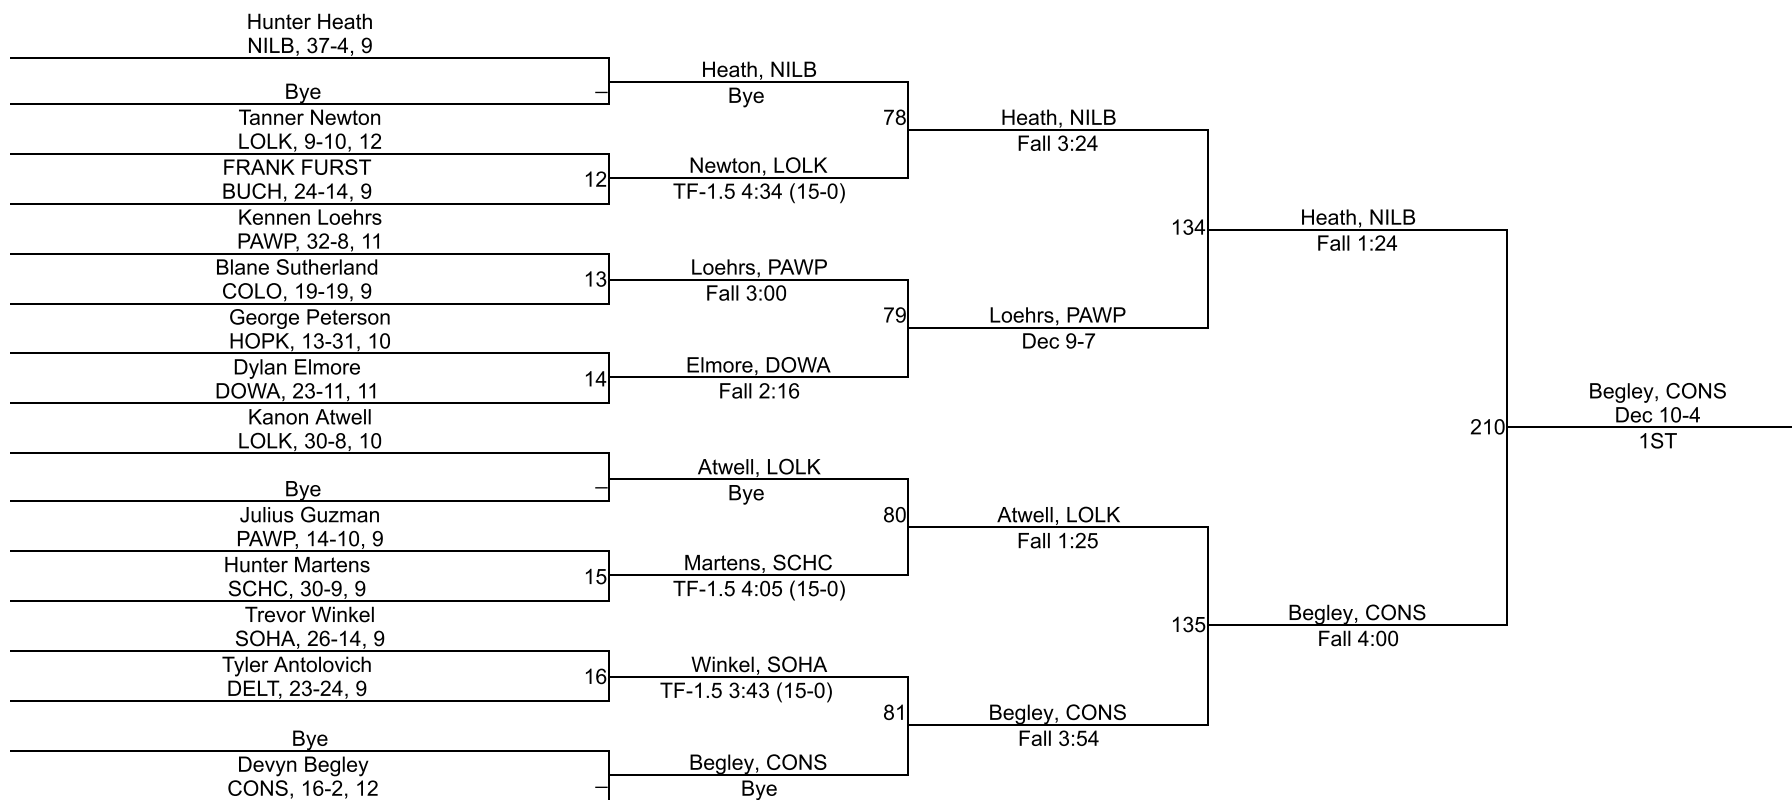 Hunter Heath
NILB, 37-4, 9
Bye
Tanner Newton
LOLK, 9-10, 12
FRANK FURST
BUCH, 24-14, 9
Kennen Loehrs
PAWP, 32-8, 11
Blane Sutherland
COLO, 19-19, 9
George Peterson
HOPK, 13-31, 10
Dylan Elmore
DOWA, 23-11, 11
Kanon Atwell
LOLK, 30-8, 10
Bye
Julius Guzman
PAWP, 14-10, 9
Hunter Martens
SCHC, 30-9, 9
Trevor Winkel
SOHA, 26-14, 9
Tyler Antolovich
DELT, 23-24, 9
Bye
Devyn Begley
CONS, 16-2, 12
–
12
13
14
–
15
16
–
Heath, NILB
Bye
Newton, LOLK
TF-1.5 4:34 (15-0)
Loehrs, PAWP
Fall 3:00
Elmore, DOWA
Fall 2:16
Atwell, LOLK
Bye
Martens, SCHC
TF-1.5 4:05 (15-0)
Winkel, SOHA
TF-1.5 3:43 (15-0)
Begley, CONS
Bye
78
79
80
81
Heath, NILB
Fall 3:24
Loehrs, PAWP
Dec 9-7
Atwell, LOLK
Fall 1:25
Begley, CONS
Fall 3:54
134
135
Heath, NILB
Fall 1:24
Begley, CONS
Fall 4:00
210
Begley, CONS
Dec 10-4
1ST